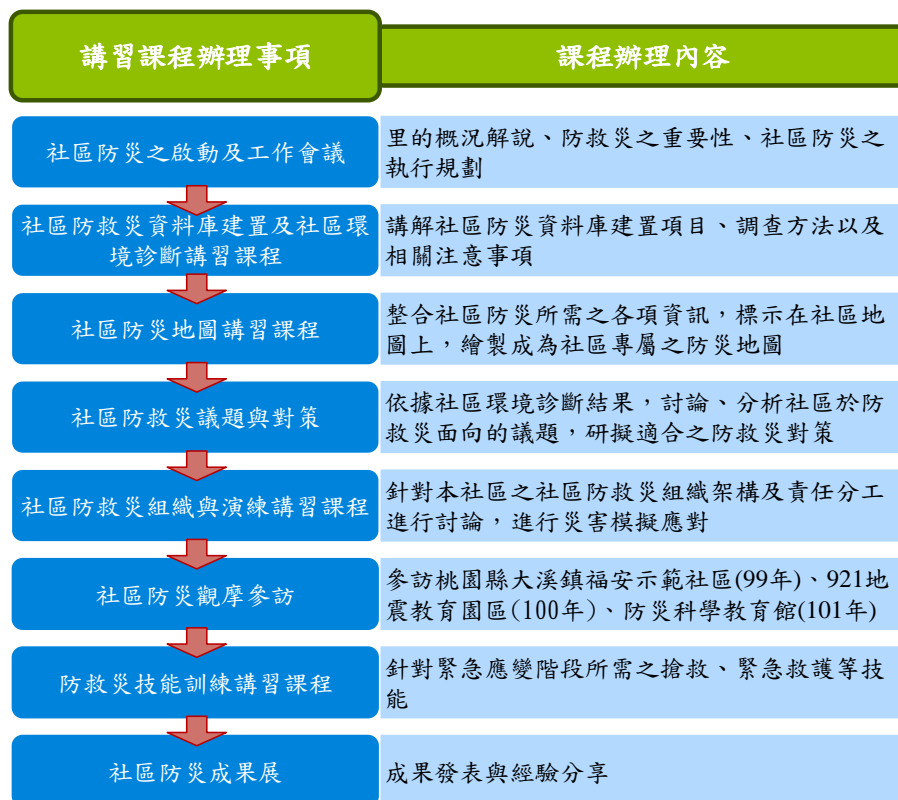 講習課程辦理事項
課程辦理內容
社區防災之啟動及工作會議
里的概況解說、防救災之重要性、社區防災之
執行規劃
社區防救災資料庫建置及社區環
境診斷講習課程
講解社區防災資料庫建置項目、調查方法以及
相關注意事項
社區防災地圖講習課程
整合社區防災所需之各項資訊，標示在社區地
圖上，繪製成為社區專屬之防災地圖
社區防救災議題與對策
依據社區環境診斷結果，討論、分析社區於防
救災面向的議題，研擬適合之防救災對策
社區防救災組織與演練講習課程
針對本社區之社區防救災組織架構及責任分工
進行討論，進行災害模擬應對
社區防災觀摩參訪
參訪桃園縣大溪鎮福安示範社區(99年)、921地
震教育園區(100年)、防災科學教育館(101年)
防救災技能訓練講習課程
針對緊急應變階段所需之搶救、緊急救護等技
能
社區防災成果展
成果發表與經驗分享